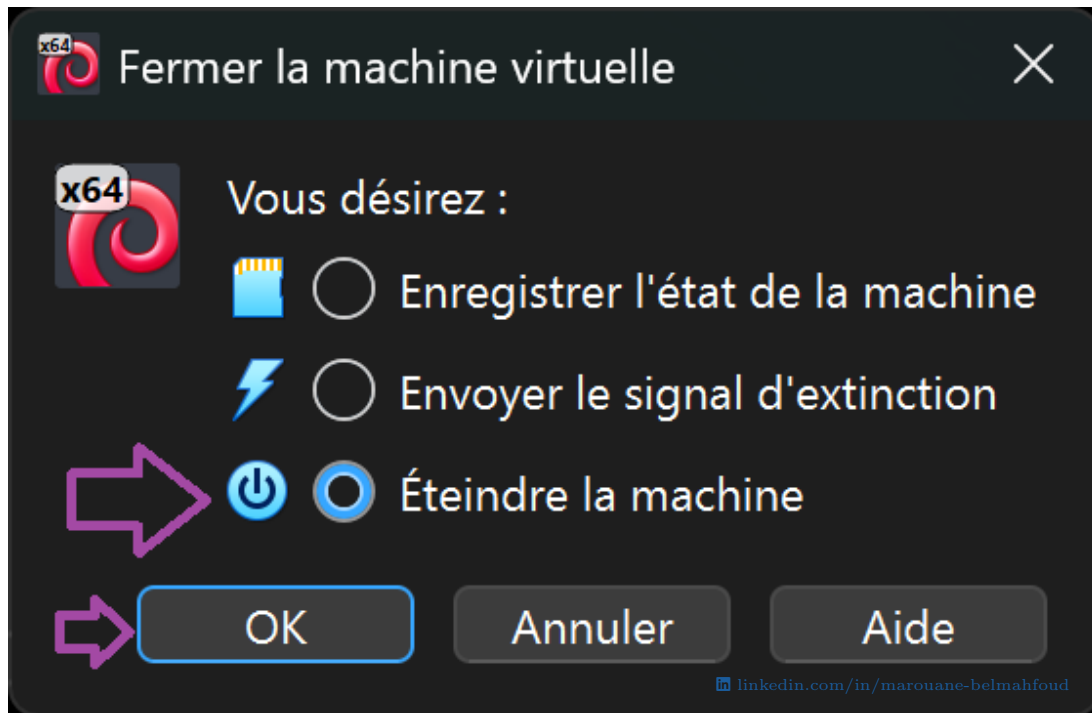 x64
Fermer la machine virtuelle
x64
Vous désirez :
Enregistrer l'état de la machine
Envoyer le signal d'extinction
Éteindre la machine
OK
Annuler
Aide
in linkedin.com/in/marouane-belmahfoud